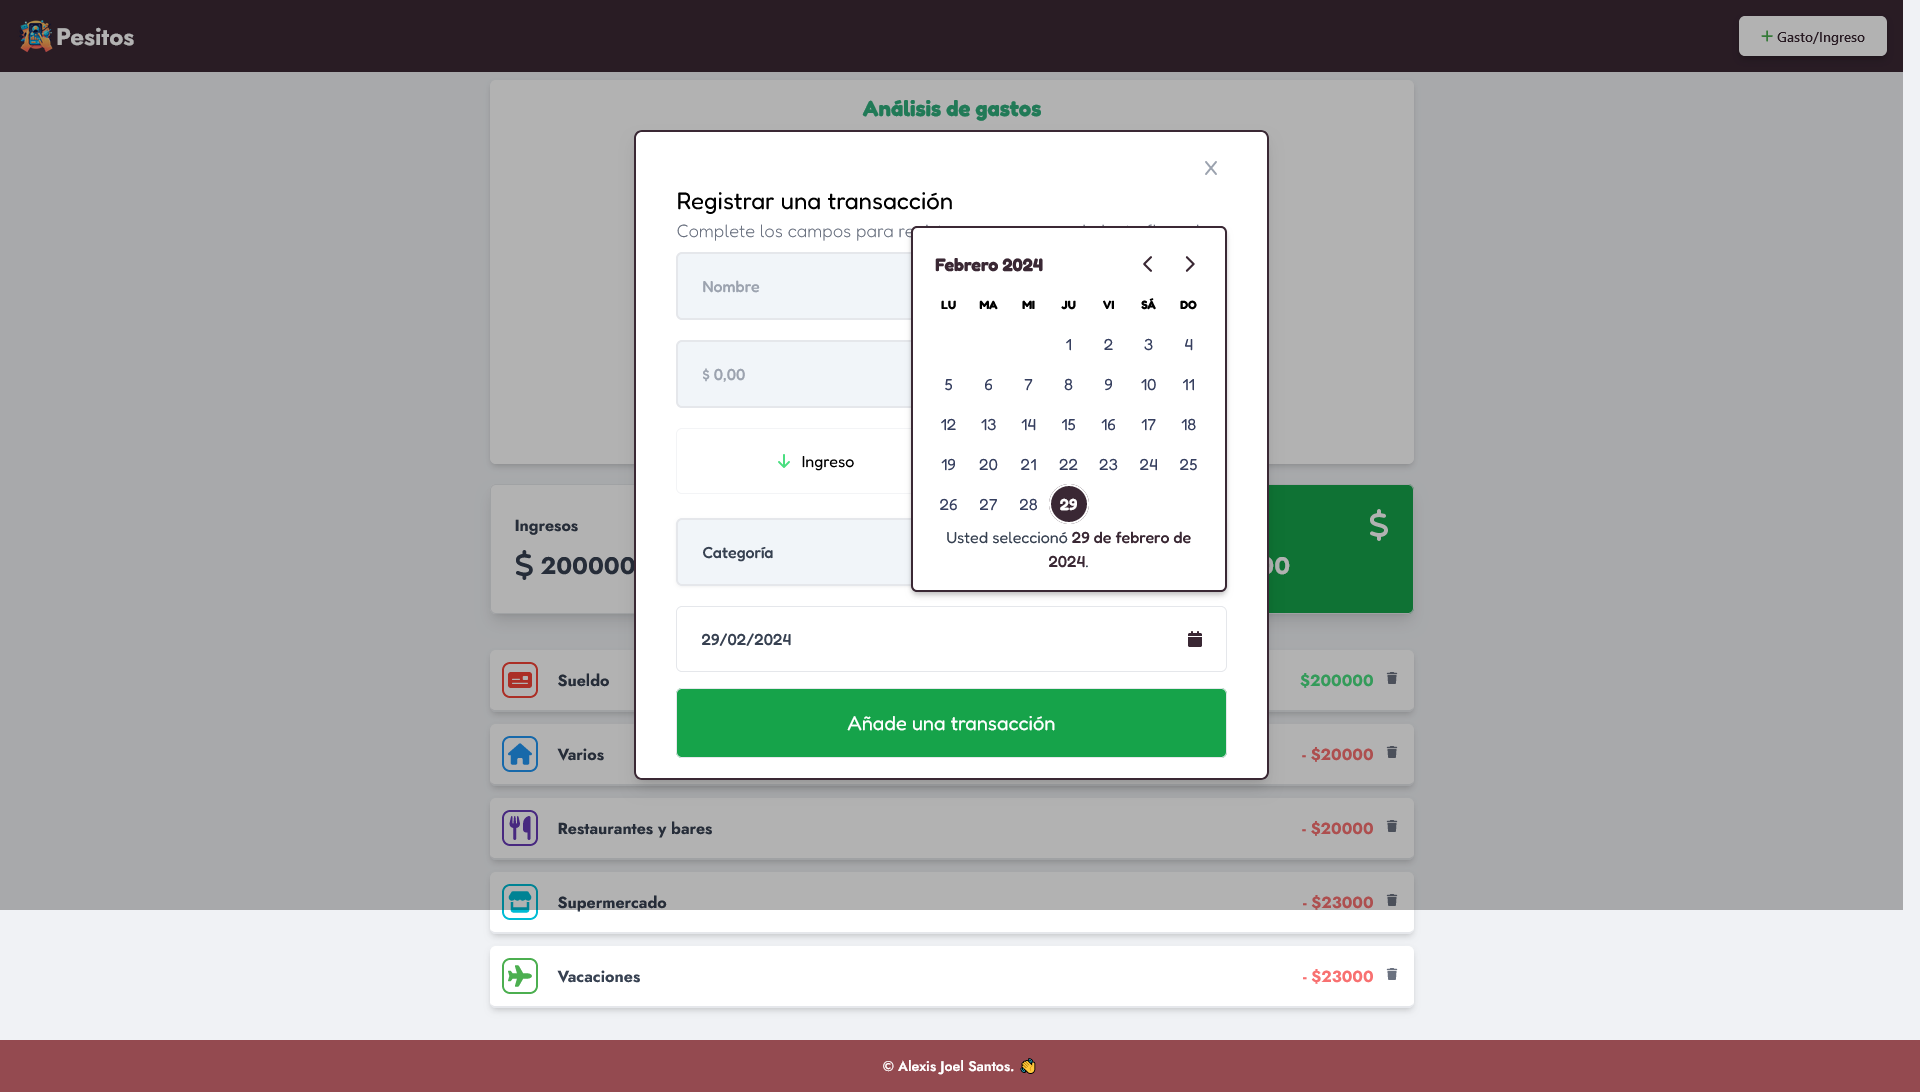 Pesitos
+ Gasto/Ingreso
Análisis de gastos
X
Registrar una transacción
Complete los campos para
Nombre
$ 0,00
Ingreso
Categoría
29/02/2024
Añade una transacción
Febrero 2024
LU MA MI JU VI SÁ DO
1 2 3 4
5 6 7 8 9 10 11
12 13 14 15 16 17 18
19 20 21 22 23 24 25
26 27 28 29
Usted seleccionó 29 de febrero de
2024.
Ingresos
$ 200000
$
00
Sueldo $200000
Varios - $20000
Restaurantes y bares - $20000
Supermercado - $23000
Vacaciones - $23000
© Alexis Joel Santos. 👏